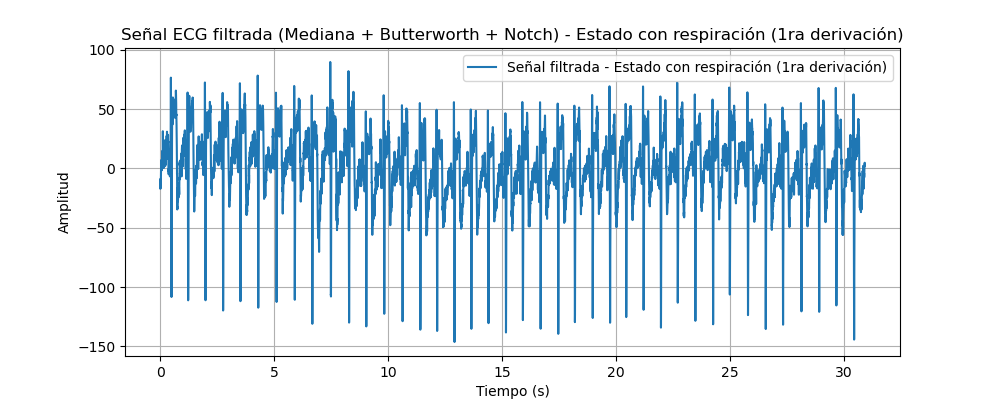 Señal ECG filtrada (Mediana + Butterworth + Notch) - Estado con respiración (1ra derivación)
Señal filtrada - Estado con respiración (1ra derivación)
100
50
0
−50
−100
−150
Amplitud
0 5 10 15 20 25 30
Tiempo (s)